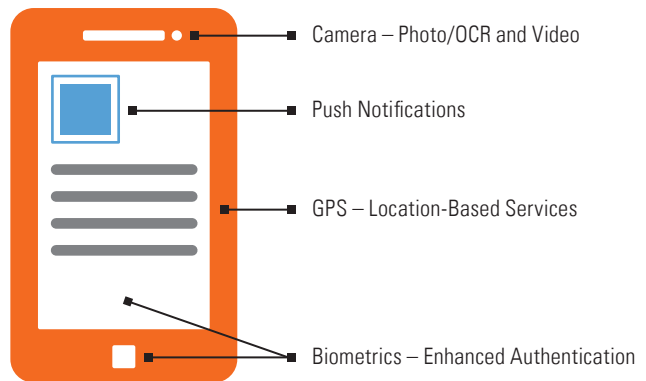 Camera – Photo/OCR and Video
Push Notifications
GPS – Location-Based Services
Biometrics – Enhanced Authentication